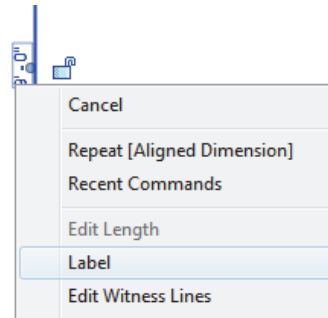 Cancel
Repeat [Aligned Dimension]
Recent Commands
Edit Length
Label
Edit Witness Lines